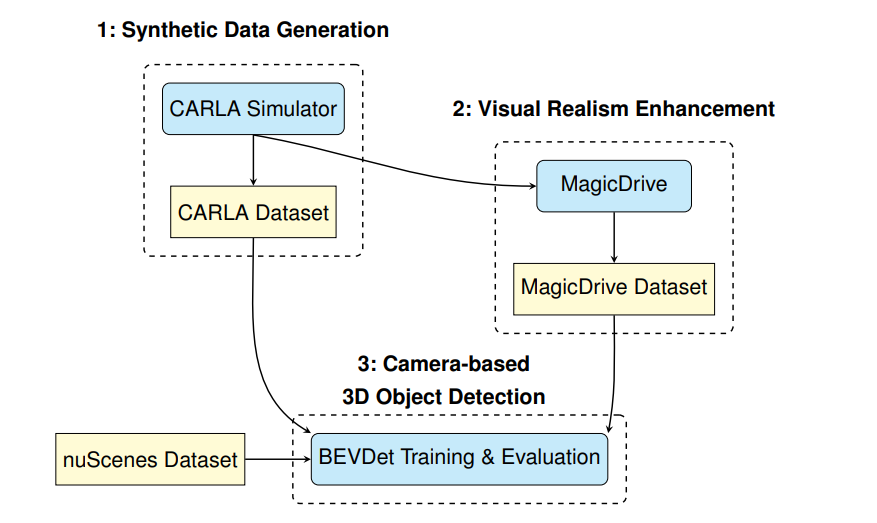 1: Synthetic Data Generation
CARLA Simulator
2: Visual Realism Enhancement
MagicDrive
CARLA Dataset
MagicDrive Dataset
3: Camera-based
3D Object Detection
nuScenes Dataset
BEVDet Training & Evaluation